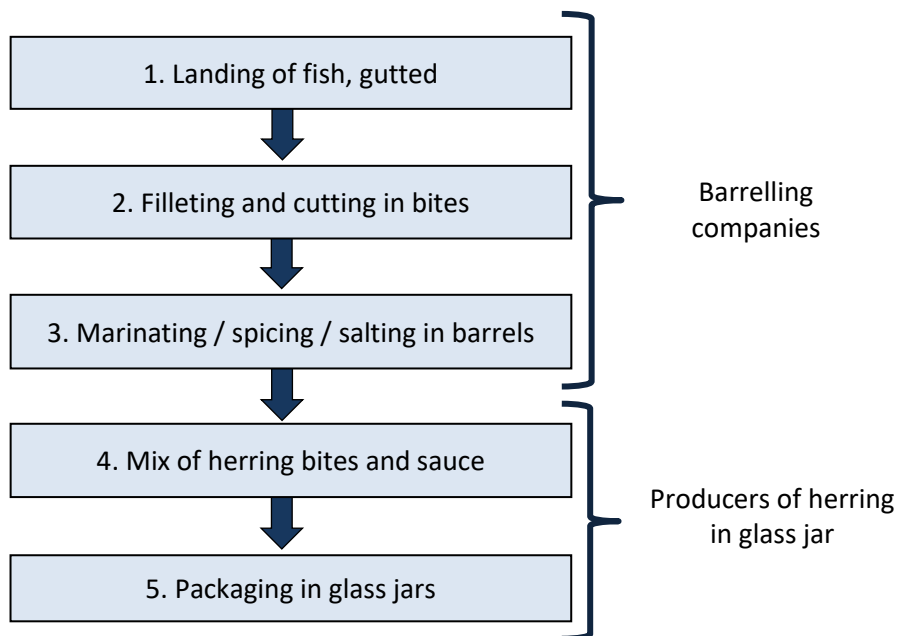 1. Landing of fish, gutted
2. Filleting and cutting in bites
3. Marinating / spicing / salting in barrels
Barrelling
companies
4. Mix of herring bites and sauce
5. Packaging in glass jars
Producers of herring
in glass jar